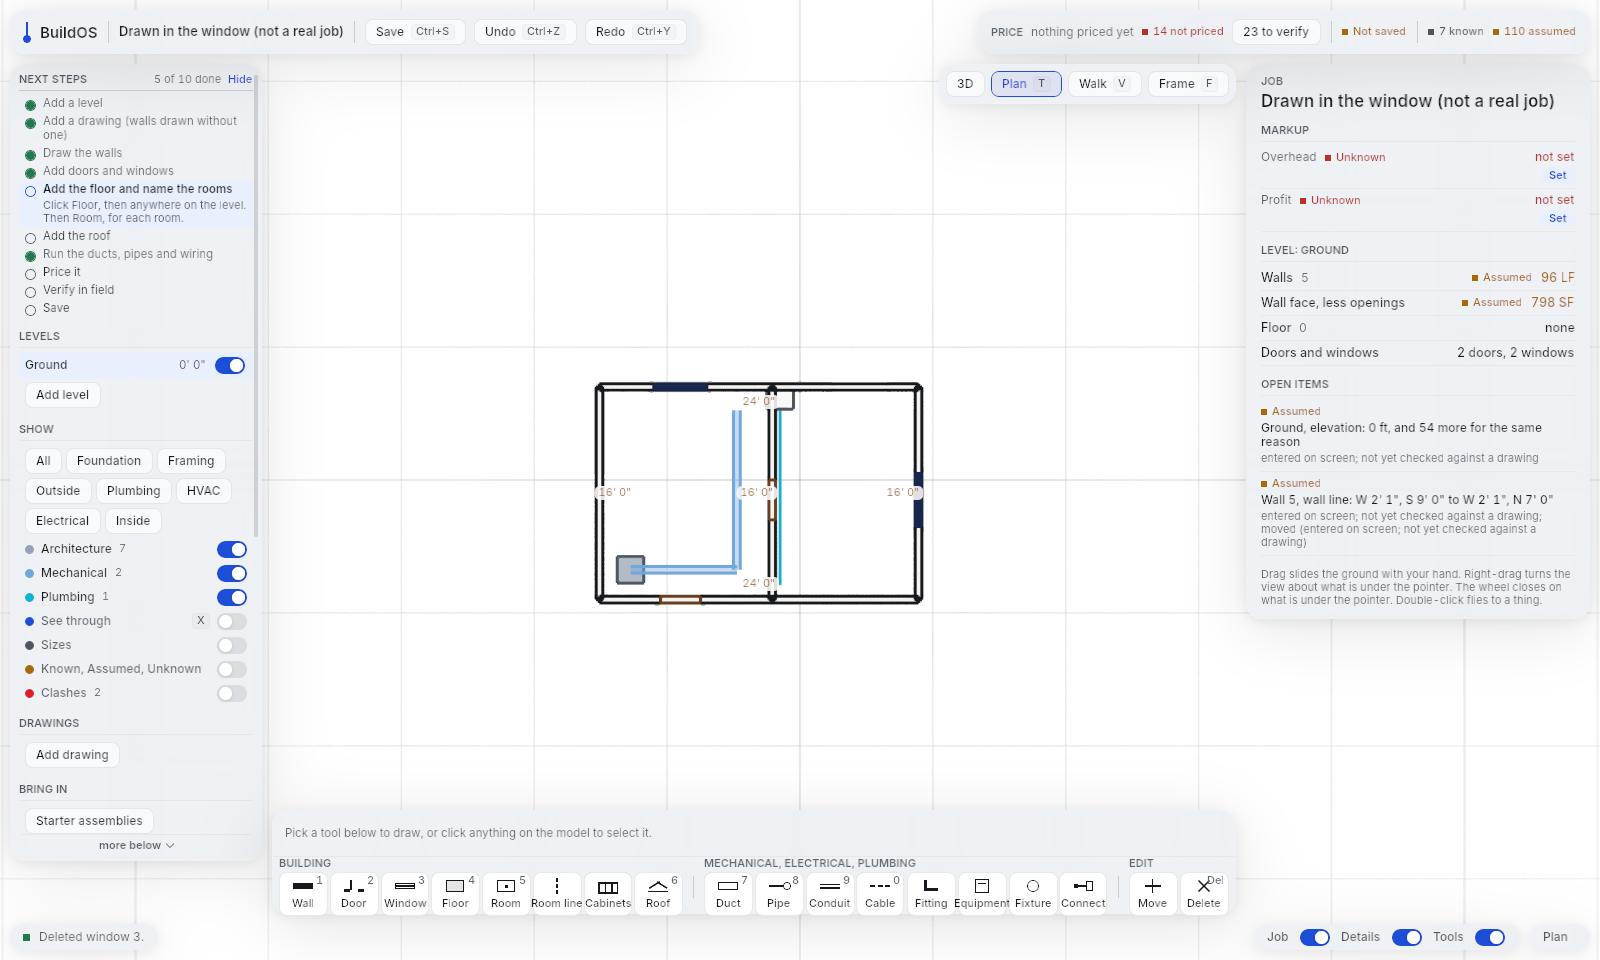 BuildOS
Drawn in the window (not a real job)
Save Ctrl+S
Undo Ctrl+Z
Redo Ctrl+Y
PRICE nothing priced yet 14 not priced 23 to verify Not saved 7 known 110 assumed
3D
Plan T
Walk V
Frame F
NEXT STEPS 5 of 10 done Hide
Add a level
Add a drawing (walls drawn without
one)
Draw the walls
Add doors and windows
Add the floor and name the rooms
Click Floor, then anywhere on the level.
Then Room, for each room.
Add the roof
Run the ducts, pipes and wiring
Price it
Verify in field
Save
LEVELS
Ground 0' 0"
Add level
SHOW
All Foundation Framing
Outside Plumbing HVAC
Electrical Inside
Architecture 7
Mechanical 2
Plumbing 1
See through X
Sizes
Known, Assumed, Unknown
Clashes 2
DRAWINGS
Add drawing
BRING IN
Starter assemblies
more below
24' 0"
16' 0" 16' 0" 16' 0"
24' 0"
JOB
Drawn in the window (not a real job)
MARKUP
Overhead Unknown not set
Set
Profit Unknown not set
Set
LEVEL: GROUND
Walls 5 Assumed 96 LF
Wall face, less openings Assumed 798 SF
Floor 0 none
Doors and windows 2 doors, 2 windows
OPEN ITEMS
Assumed
Ground, elevation: 0 ft, and 54 more for the same
reason
entered on screen; not yet checked against a drawing
Assumed
Wall 5, wall line: W 2' 1", S 9' 0" to W 2' 1", N 7' 0"
entered on screen; not yet checked against a drawing;
moved (entered on screen; not yet checked against a
drawing)
Drag slides the ground with your hand. Right-drag turns the
view about what is under the pointer. The wheel closes on
what is under the pointer. Double-click flies to a thing.
Pick a tool below to draw, or click anything on the model to select it.
BUILDING
1 2 3 4 5 6
Wall Door Window Floor Room Room line Cabinets Roof
MECHANICAL, ELECTRICAL, PLUMBING
7 8 9 0
Duct Pipe Conduit Cable Fitting Equipment Fixture Connect
EDIT
Del
Move Delete
Deleted window 3.
Job Details Tools Plan